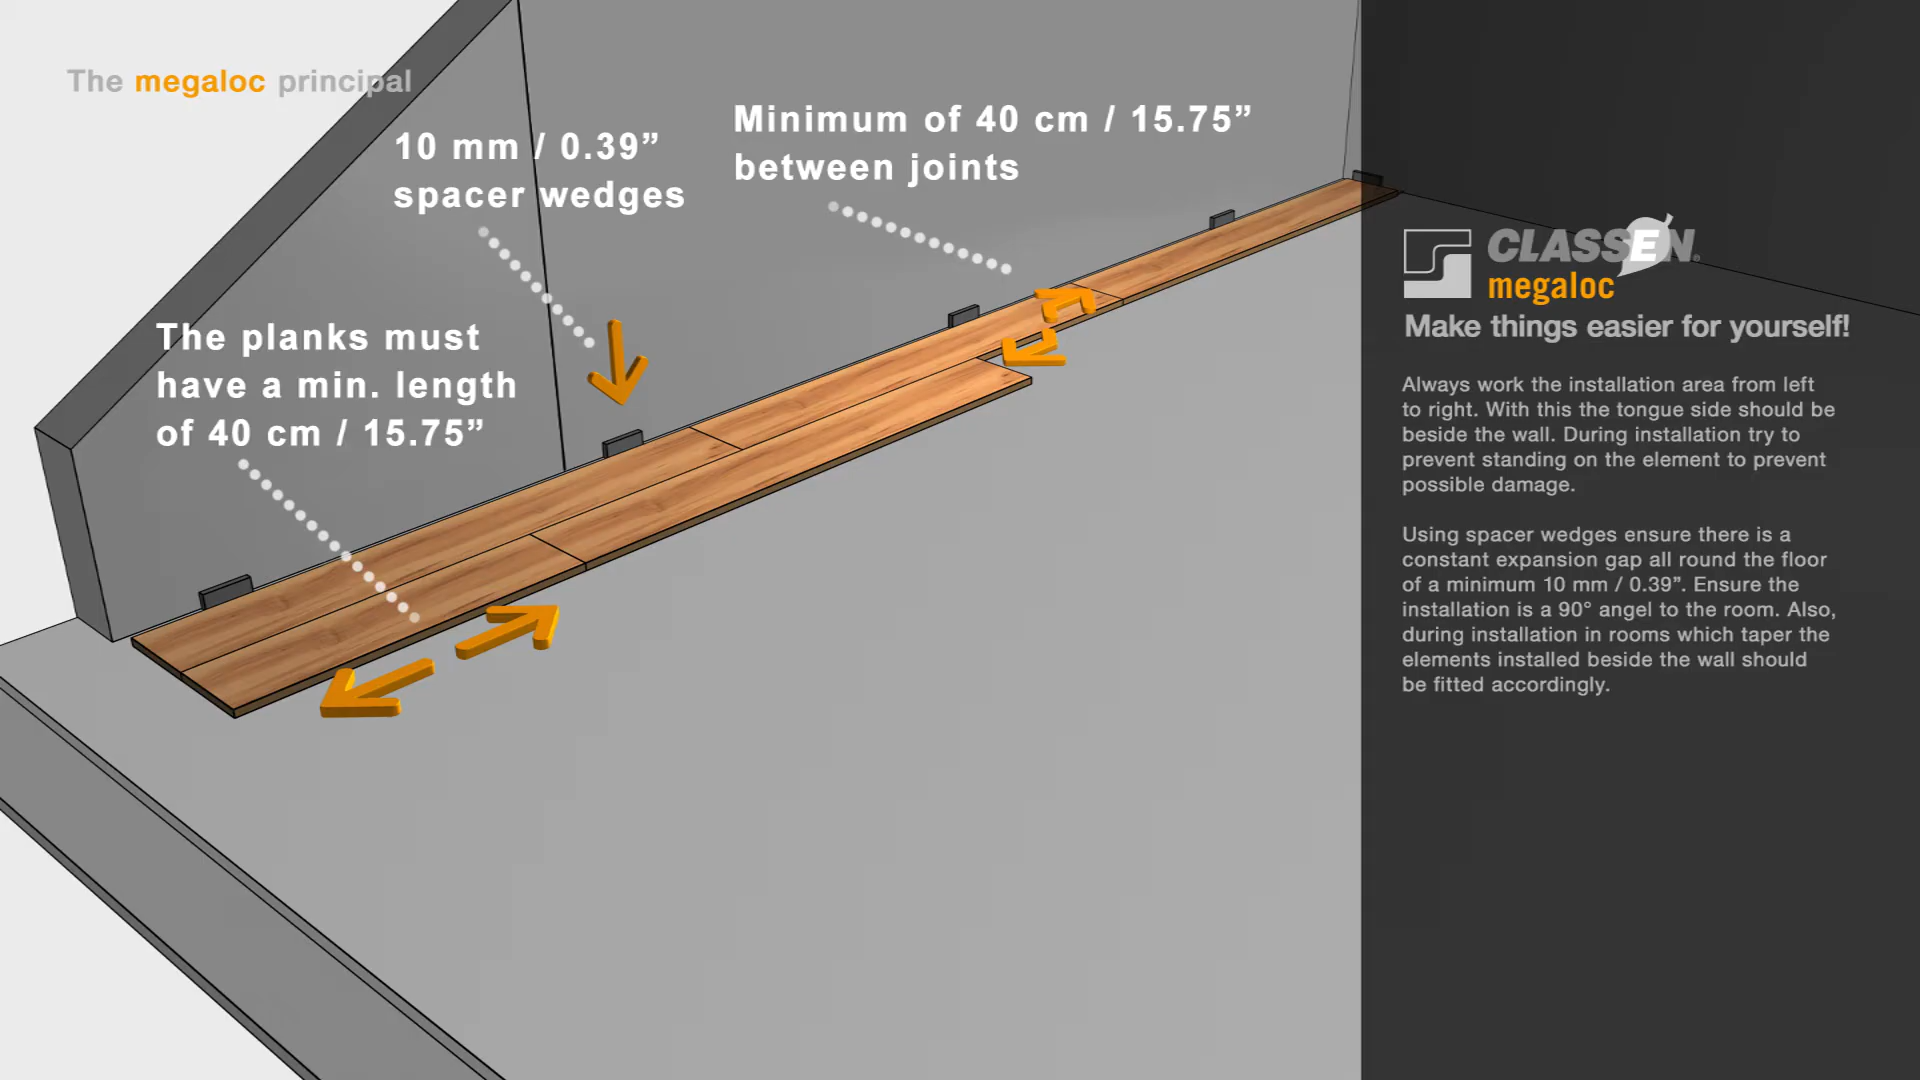 The megaloc principal
10 mm / 0.39”
spacer wedges
Minimum of 40 cm / 15.75”
between joints
The planks must
have a min. length
of 40 cm / 15.75”
CLASSEN®
megaloc
Make things easier for yourself!
Always work the installation area from left
to right. With this the tongue side should be
beside the wall. During installation try to
prevent standing on the element to prevent
possible damage.
Using spacer wedges ensure there is a
constant expansion gap all round the floor
of a minimum 10 mm / 0.39”. Ensure the
installation is a 90° angel to the room. Also,
during installation in rooms which taper the
elements installed beside the wall should
be fitted accordingly.